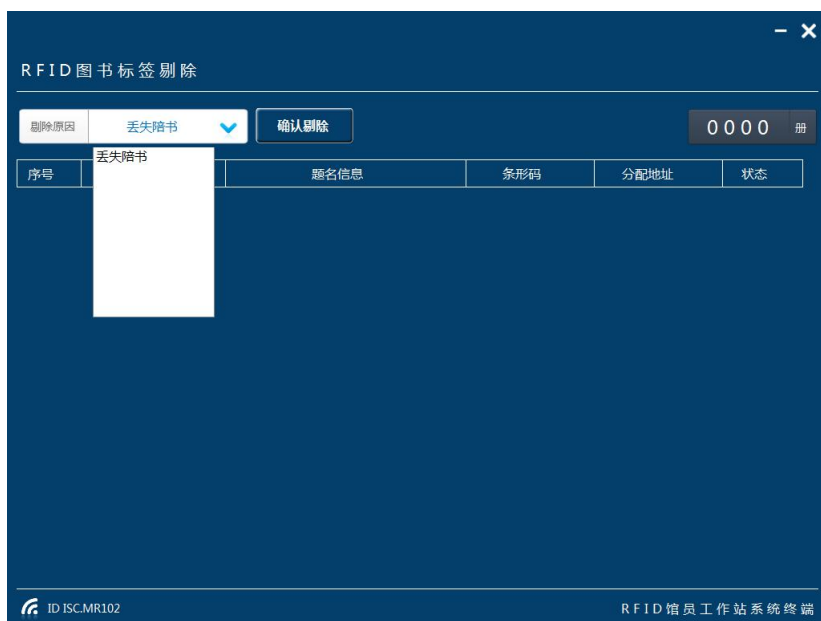 RFID图书标签剔除
剔除原因 丢失陪书 确认剔除 0000 册
丢失陪书
序号 题名信息 条形码 分配地址 状态
ID ISC.MR102 RFID馆员工作站系统终端